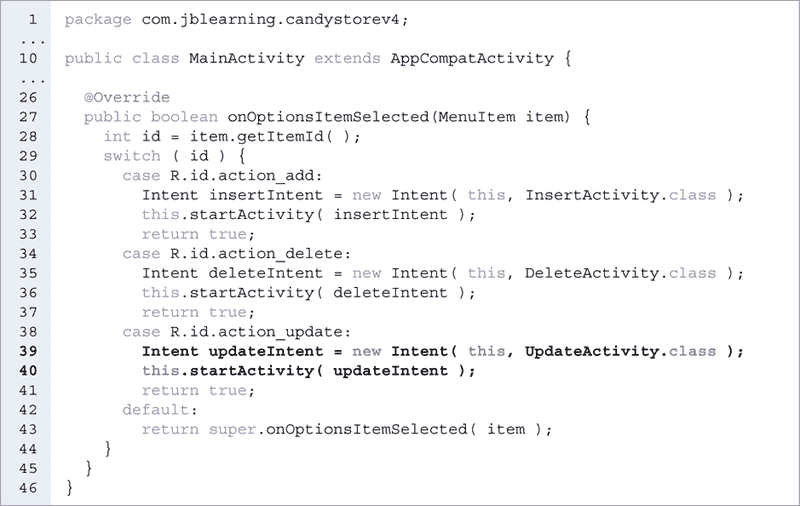 1 package com.jblearning.candystorev4;
...
10 public class MainActivity extends AppCompatActivity {
...
26 @Override
27 public boolean onOptionsItemSelected(MenuItem item) {
28 int id = item.getItemId( );
29 switch ( id ) {
30 case R.id.action_add:
31 Intent insertIntent = new Intent( this, InsertActivity.class );
32 this.startActivity( insertIntent );
33 return true;
34 case R.id.action_delete:
35 Intent deleteIntent = new Intent( this, DeleteActivity.class );
36 this.startActivity( deleteIntent );
37 return true;
38 case R.id.action_update:
39 Intent updateIntent = new Intent( this, UpdateActivity.class );
40 this.startActivity( updateIntent );
41 return true;
42 default:
43 return super.onOptionsItemSelected( item );
44 }
45 }
46 }